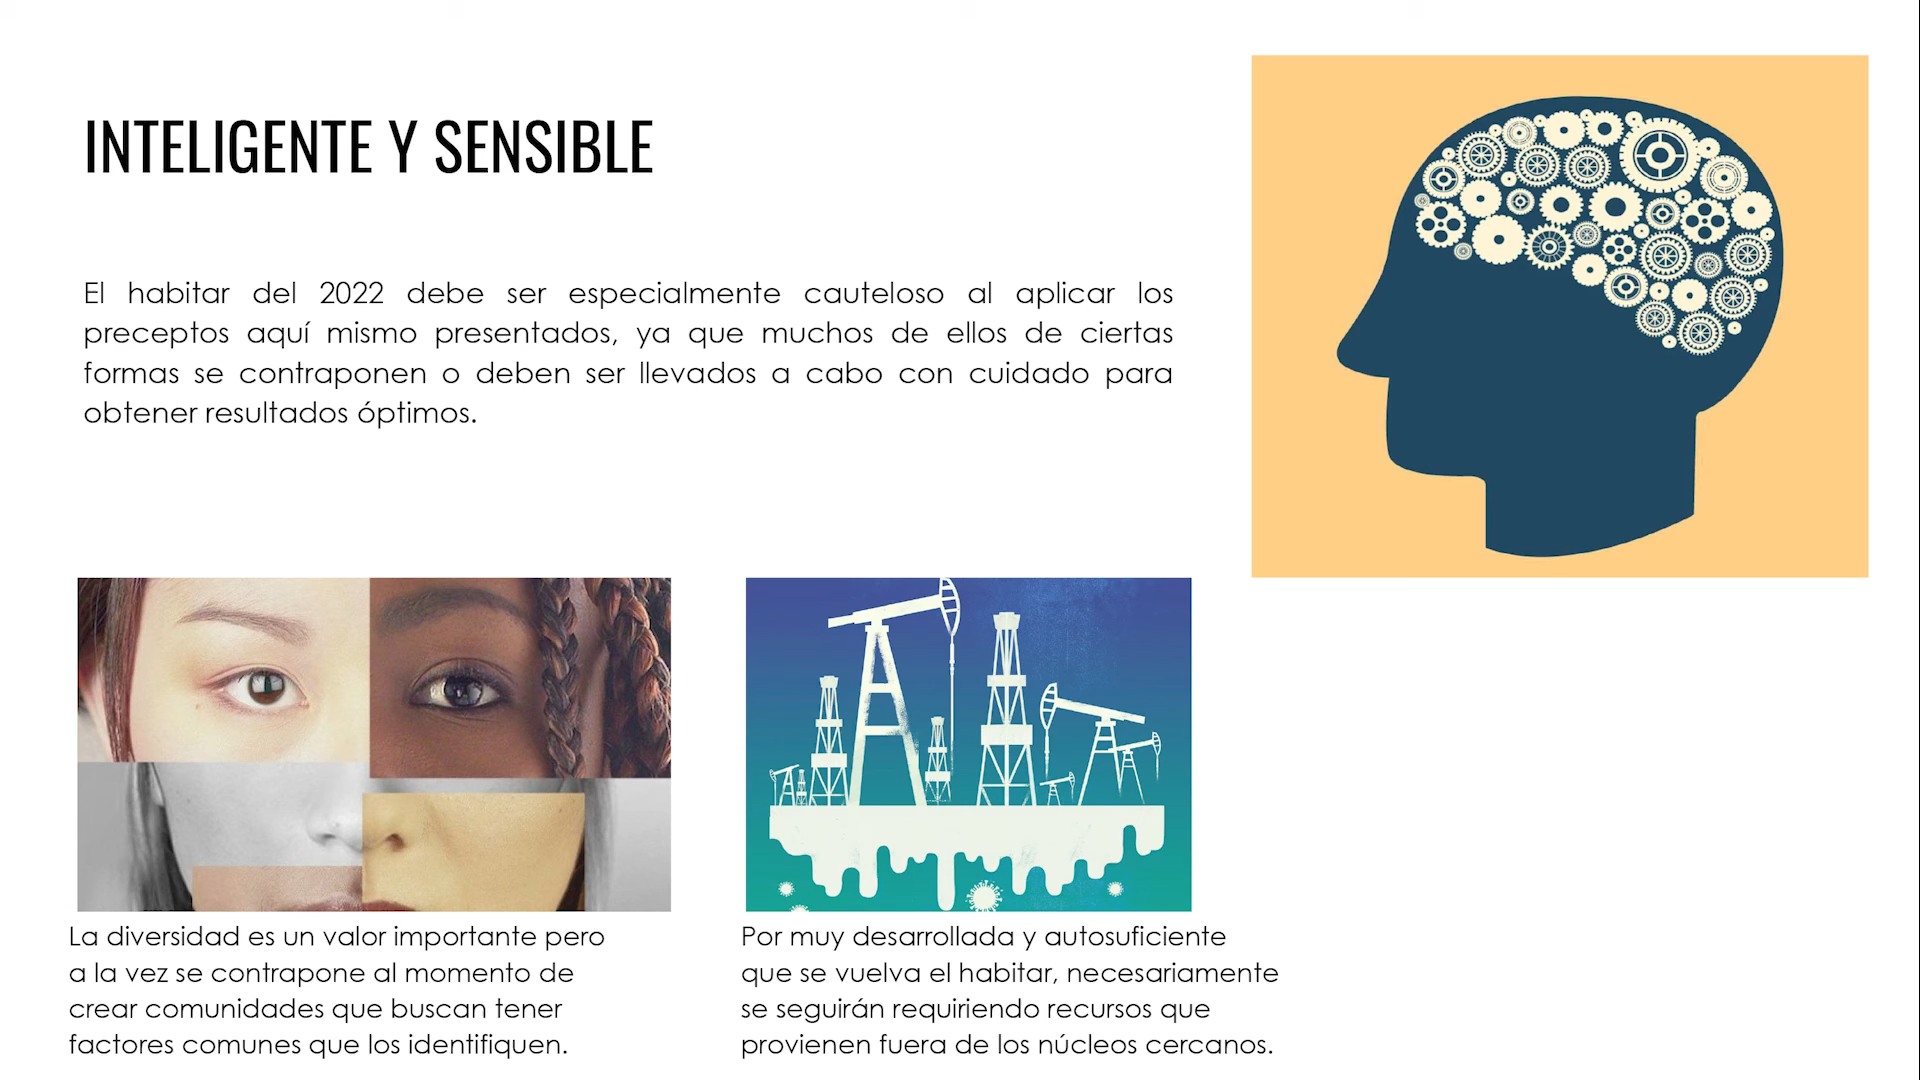 INTELIGENTE Y SENSIBLE
El habitar del 2022 debe ser especialmente cauteloso al aplicar los
preceptos aquí mismo presentados, ya que muchos de ellos de ciertas
formas se contraponen o deben ser llevados a cabo con cuidado para
obtener resultados óptimos.
La diversidad es un valor importante pero
a la vez se contrapone al momento de
crear comunidades que buscan tener
factores comunes que los identifiquen.
Por muy desarrollada y autosuficiente
que se vuelva el habitar, necesariamente
se seguirán requiriendo recursos que
provienen fuera de los núcleos cercanos.